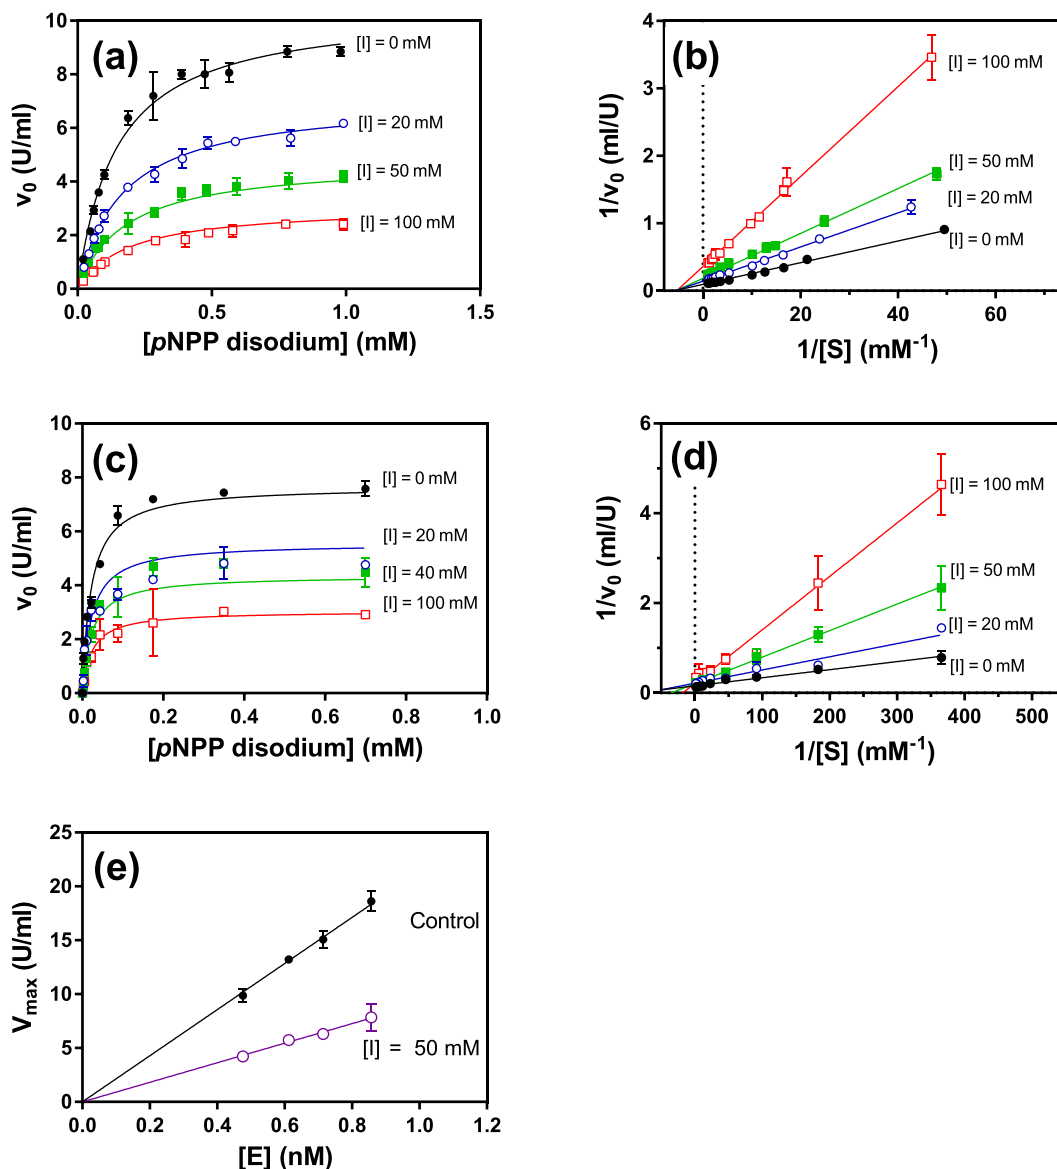 (a)
[I] = 0 mM
[I] = 20 mM
[I] = 50 mM
[I] = 100 mM
v0 (U/ml)
10
8
6
4
2
0
0.0 0.5 1.0 1.5
[pNPP disodium] (mM)
(b)
[I] = 100 mM
[I] = 50 mM
[I] = 20 mM
[I] = 0 mM
1/v0 (ml/U)
4
3
2
1
0
0 20 40 60
1/[S] (mM-1)
(c)
[I] = 0 mM
[I] = 20 mM
[I] = 40 mM
[I] = 100 mM
v0 (U/ml)
10
8
6
4
2
0
0.0 0.2 0.4 0.6 0.8 1.0
[pNPP disodium] (mM)
(d)
[I] = 100 mM
[I] = 50 mM
[I] = 20 mM
[I] = 0 mM
1/v0 (ml/U)
6
4
2
0
0 100 200 300 400 500
1/[S] (mM-1)
(e)
Control
[I] = 50 mM
Vmax (U/ml)
25
20
15
10
5
0
0.0 0.2 0.4 0.6 0.8 1.0 1.2
[E] (nM)